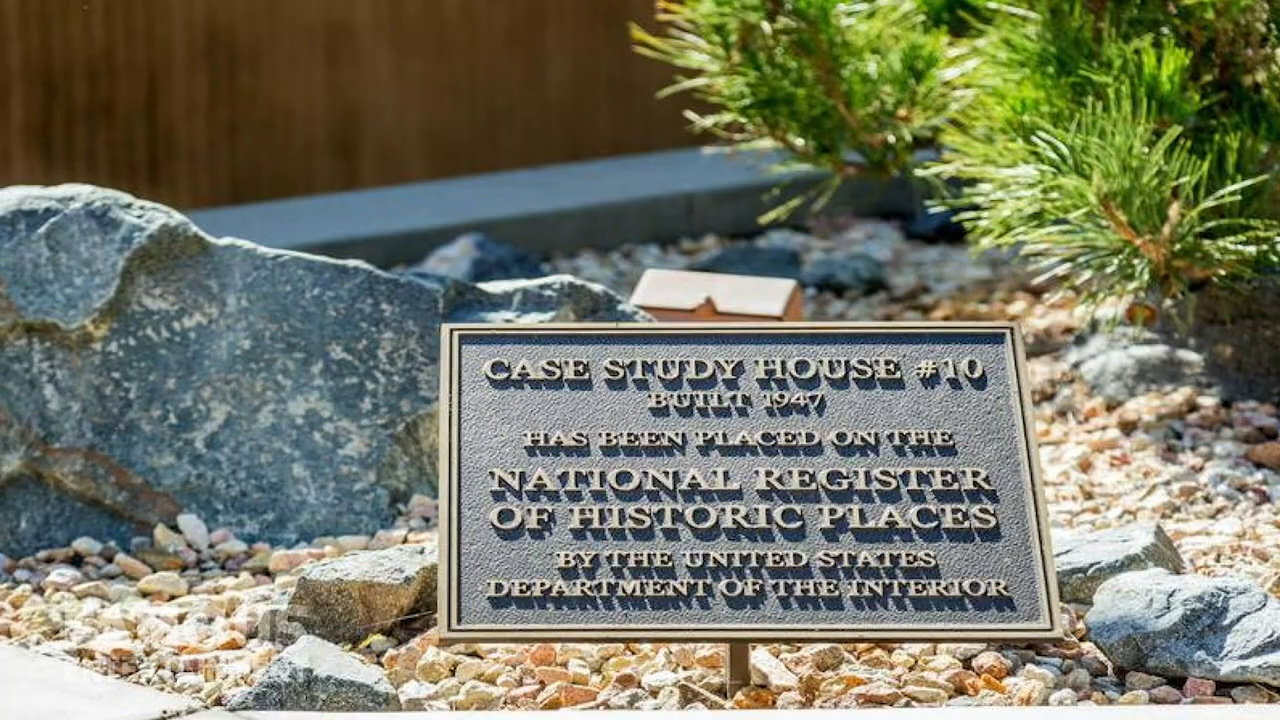 CASE STUDY HOUSE #10
BUILT 1947
HAS BEEN PLACED ON THE
NATIONAL REGISTER
OF HISTORIC PLACES
BY THE UNITED STATES
DEPARTMENT OF THE INTERIOR